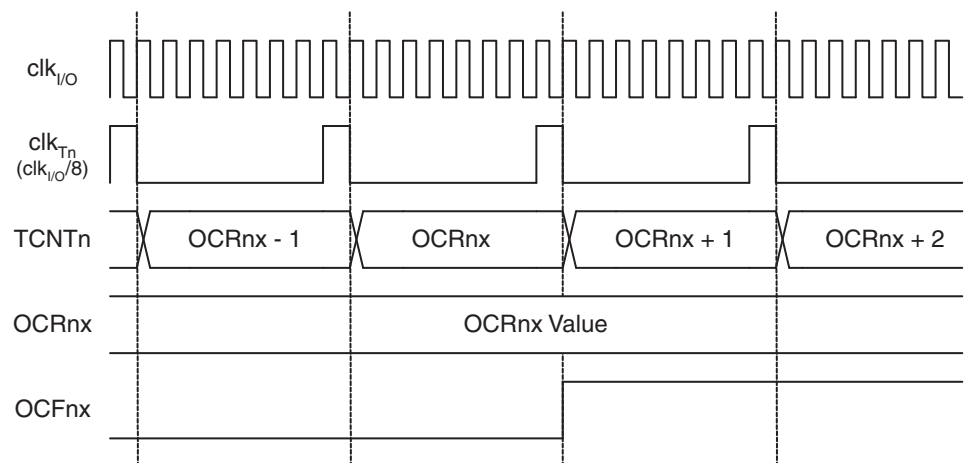 clkI/O
clkTn
(clkI/O/8)
TCNTn
OCRnx - 1
OCRnx
OCRnx + 1
OCRnx + 2
OCRnx
OCRnx Value
OCFnx